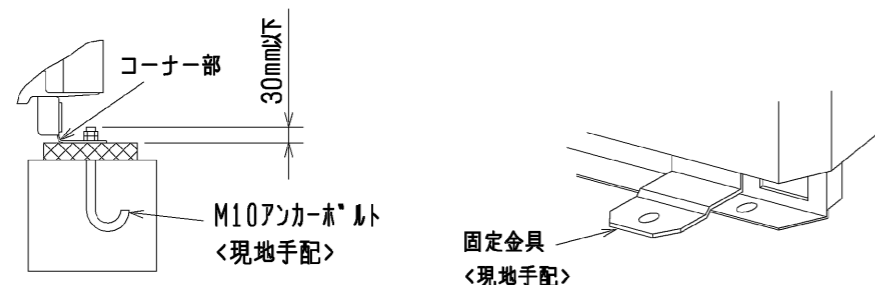 コーナー部
30mm以下
M10アンカーボルト
<現地手配>
固定金具
<現地手配>